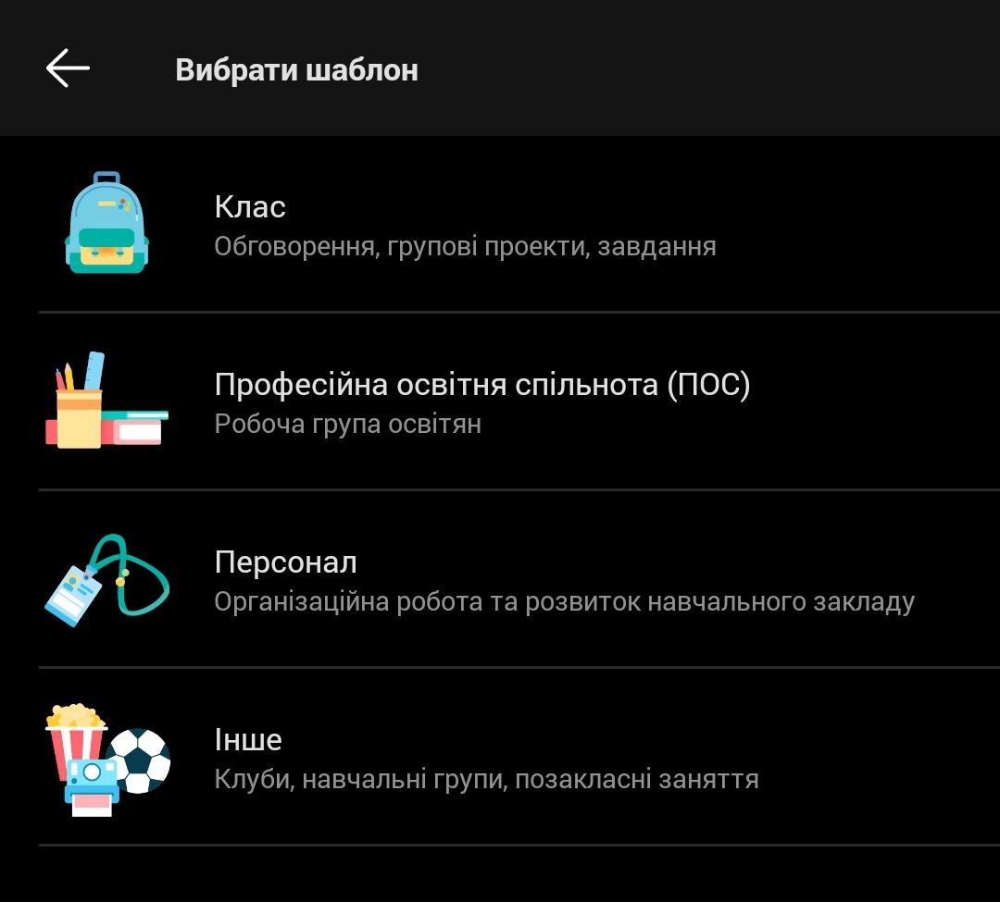 Вибрати шаблон
Клас
Обговорення, групові проекти, завдання
Професійна освітня спільнота (ПОС)
Робоча група освітян
Персонал
Організаційна робота та розвиток навчального закладу
Інше
Клуби, навчальні групи, позакласні заняття